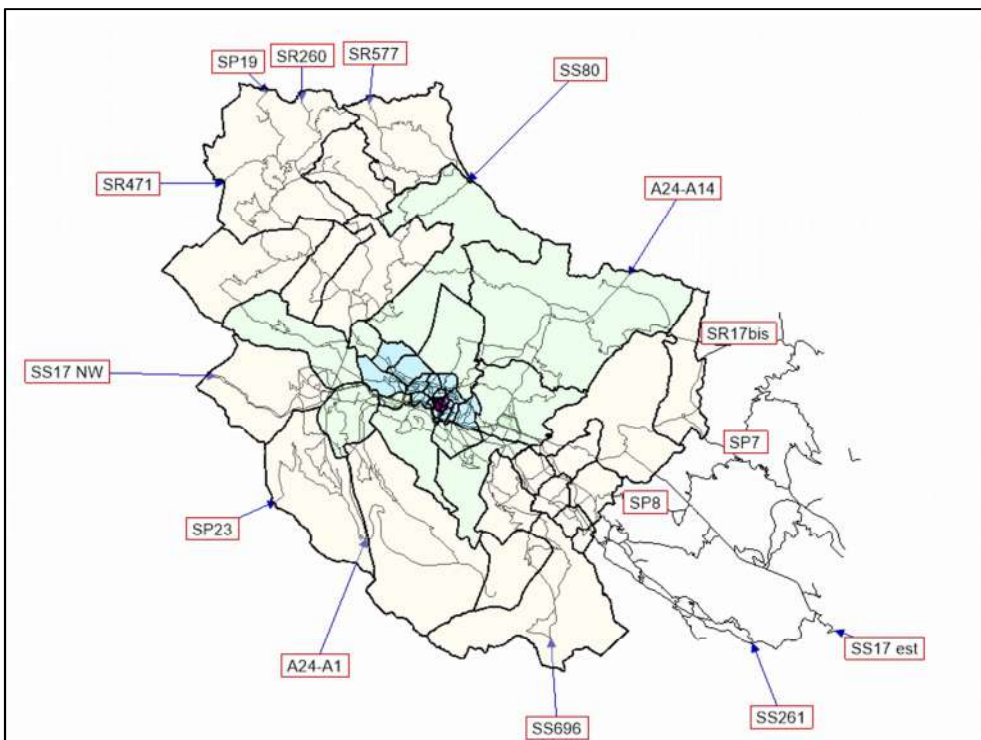 SP19
SR260
SR577
SS80
SR471
A24-A14
SR17bis
SS17 NW
SP7
SP8
SP23
A24-A1
SS17 est
SS261
SS696